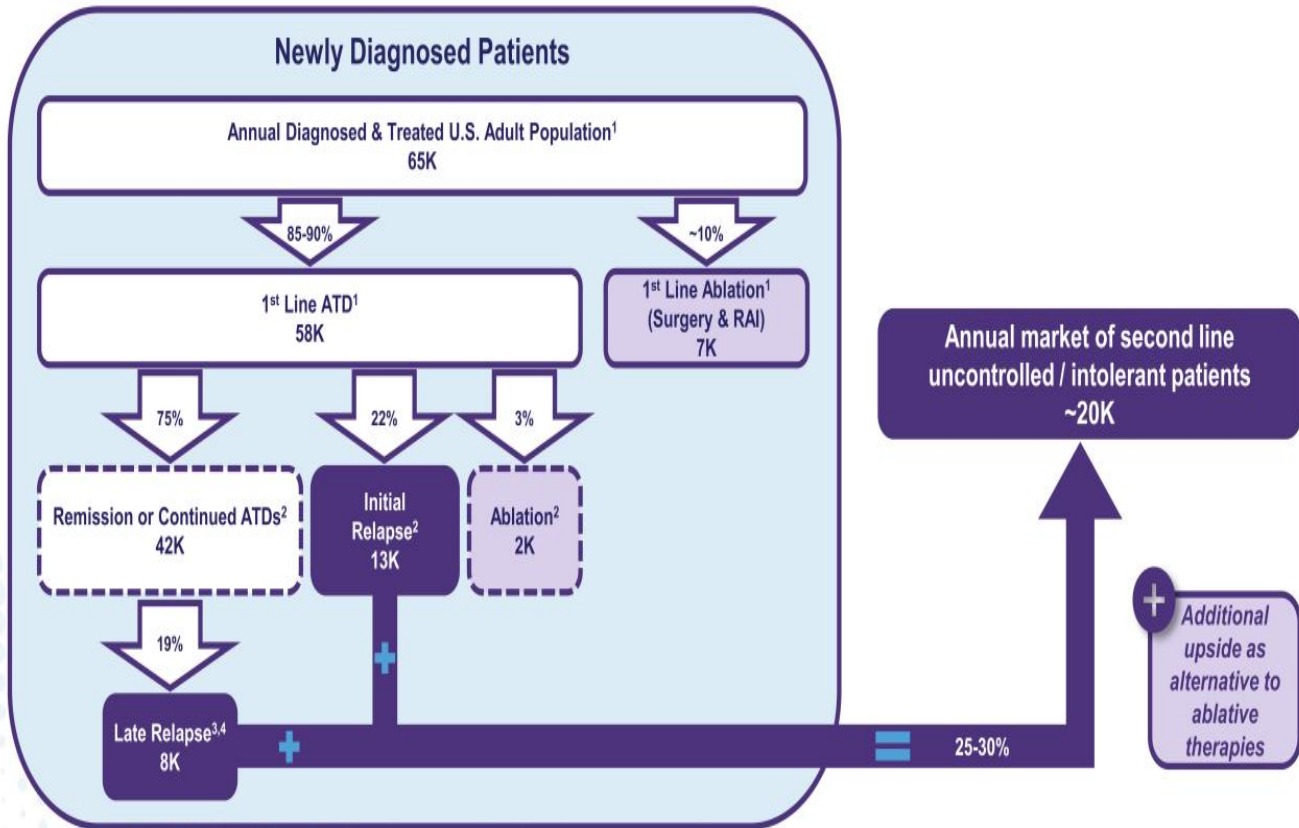 Newly Diagnosed Patients
Annual Diagnosed & Treated U.S. Adult Population¹
65K
85-90%
~10%
1st Line ATD¹
58K
1st Line Ablation¹
(Surgery & RAI)
7K
Annual market of second line
uncontrolled / intolerant patients
~20K
75%
22%
3%
Remission or Continued ATDs²
42K
Initial
Relapse²
13K
Ablation²
2K
+
Additional
upside as
alternative to
ablative
therapies
19%
+
Late Relapse³,⁴
8K
+
=
25-30%